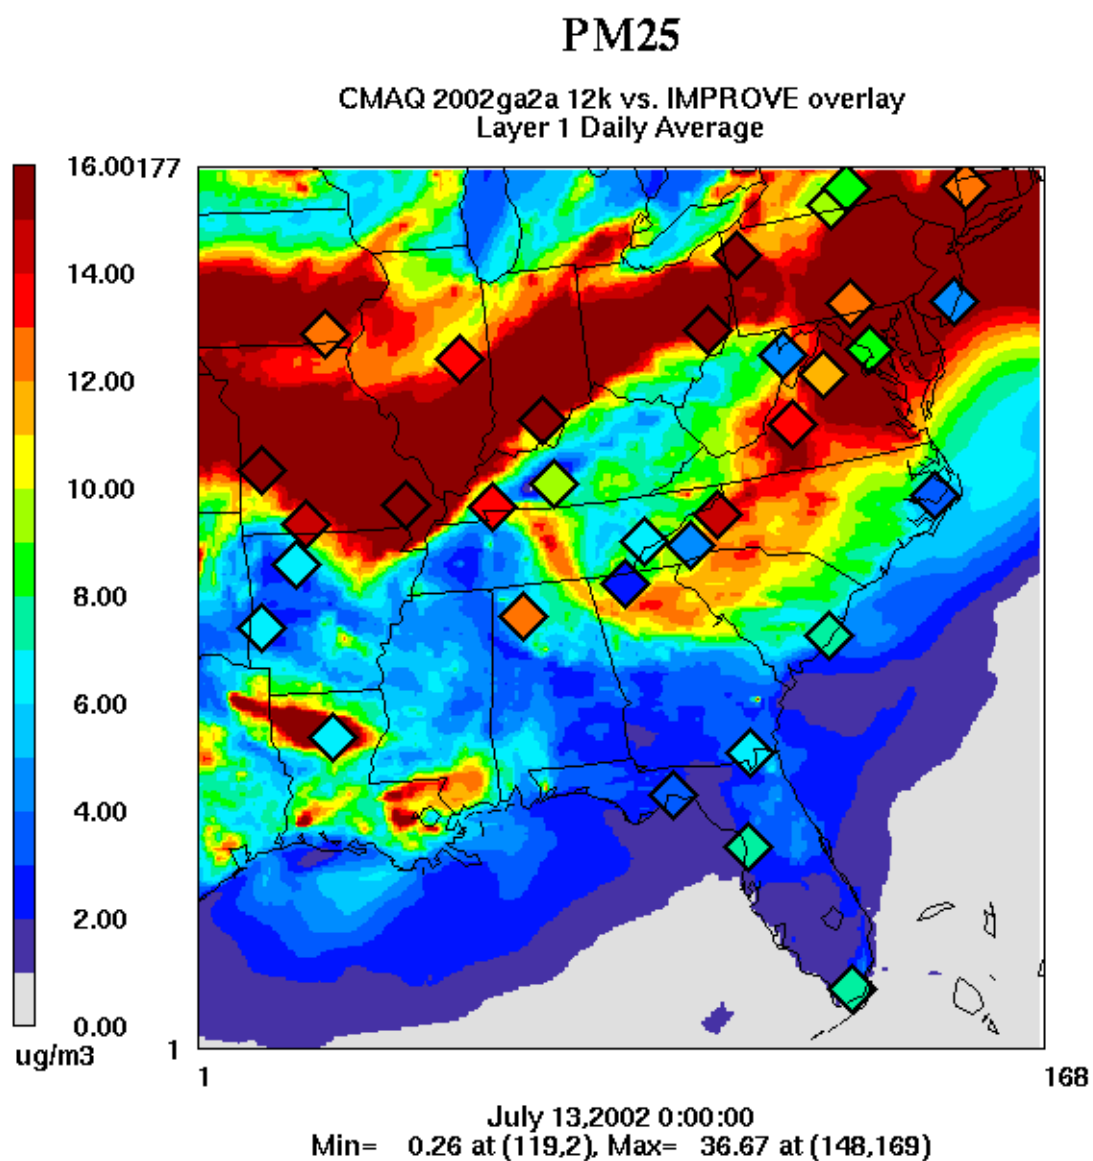 PM25
CMAQ 2002ga2a 12k vs. IMPROVE overlay
Layer 1 Daily Average
16.00
177
14.00
12.00
10.00
8.00
6.00
4.00
2.00
0.00
ug/m3
1
1
168
July 13,2002 0:00:00
Min= 0.26 at (119,2), Max= 36.67 at (148,169)